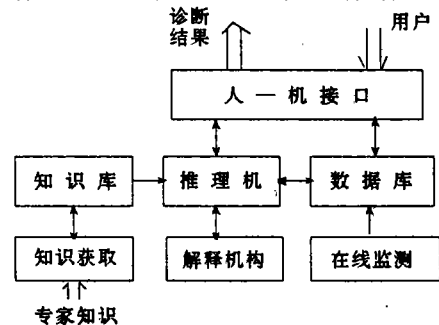 诊断
结果
用户
人一机接口
知识库
推理机
数据库
知识获取
解释机构
在线监测
专家知识